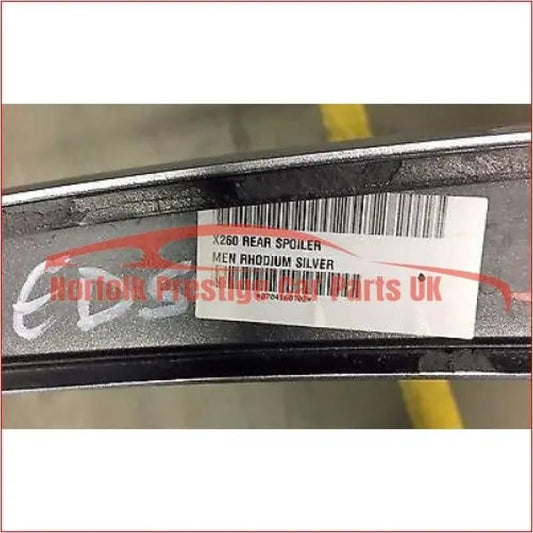 X260 REAR SPOILER
MEN RHODIUM SILVER
EDS
Norfolk Prestige Car Parts UK